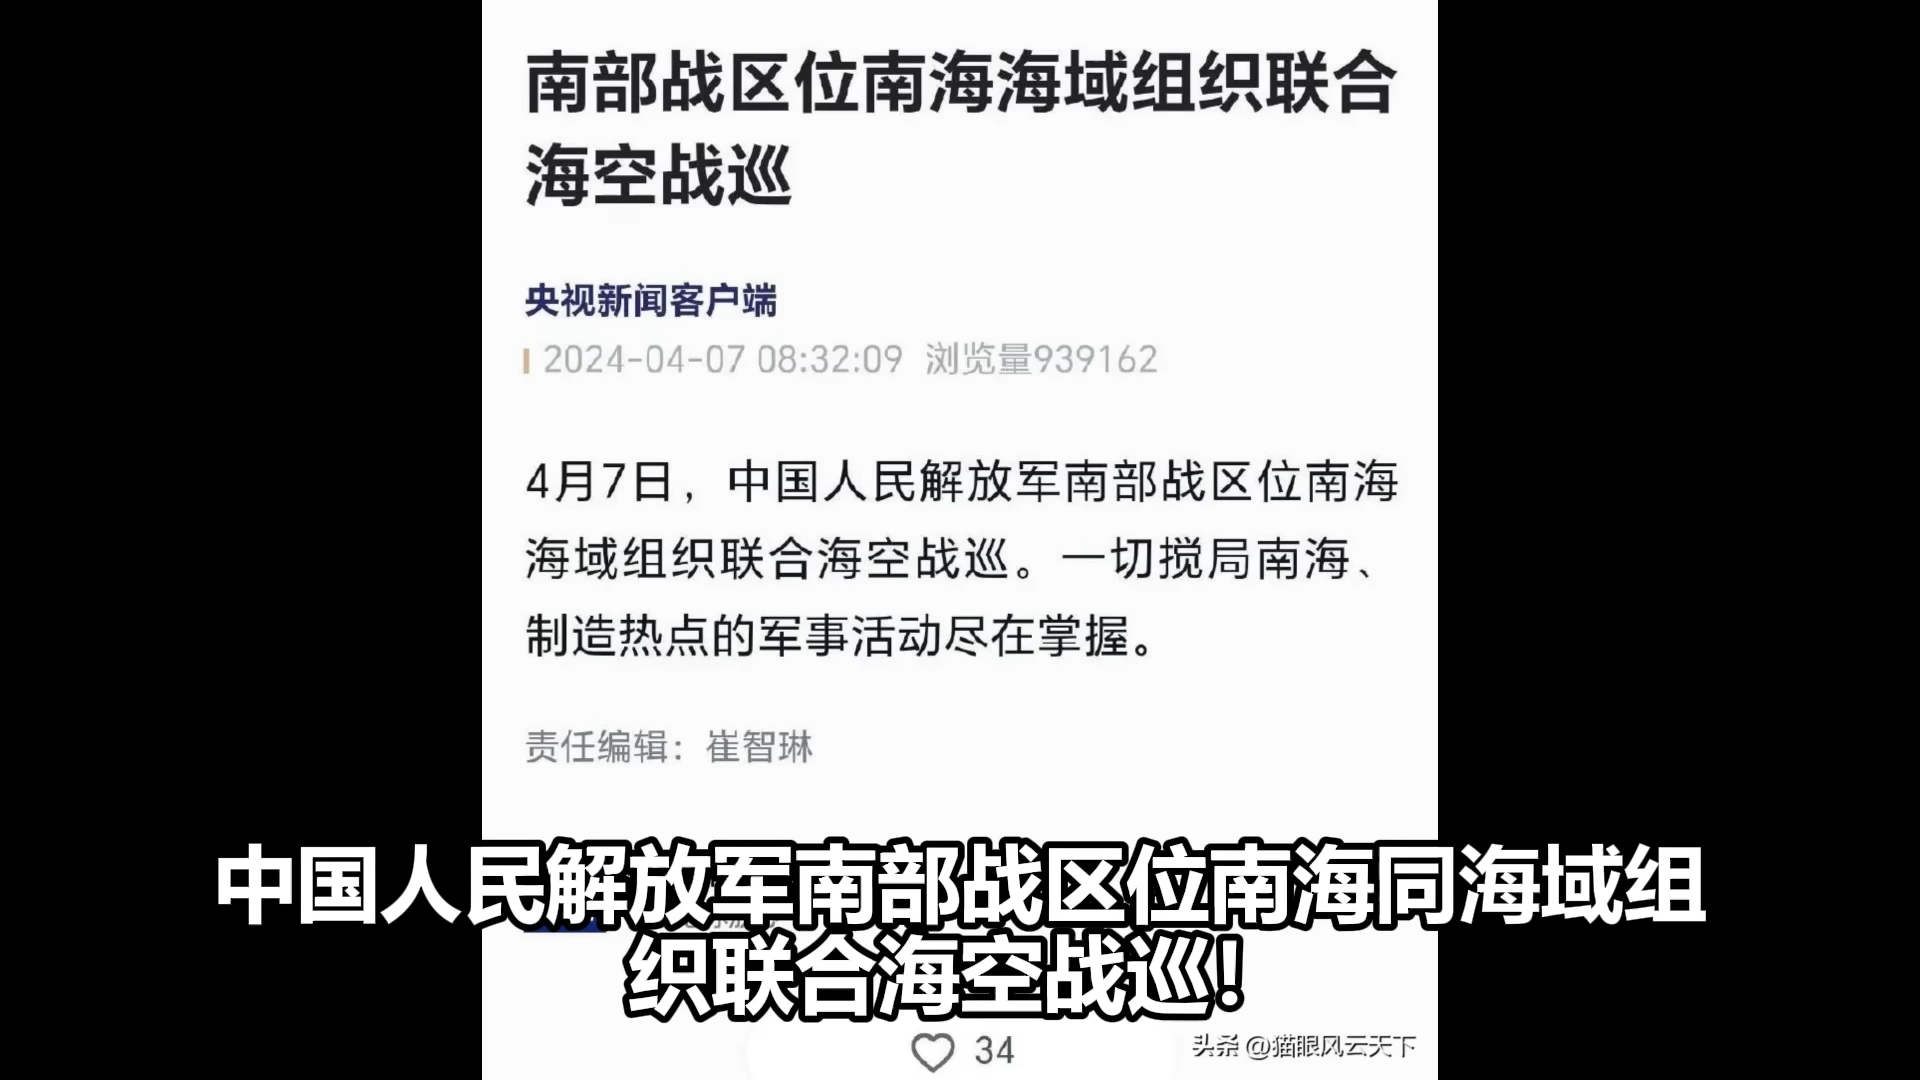 南部战区位南海海域组织联合
海空战巡
央视新闻客户端
2024-04-07 08:32:09 浏览量939162
4月7日，中国人民解放军南部战区位南海
海域组织联合海空战巡。一切搅局南海、
制造热点的军事活动尽在掌握。
责任编辑：崔智琳
中国人民解放军南部战区位南海同海域组
织联合海空战巡！
34
头条 @猫眼风云天下